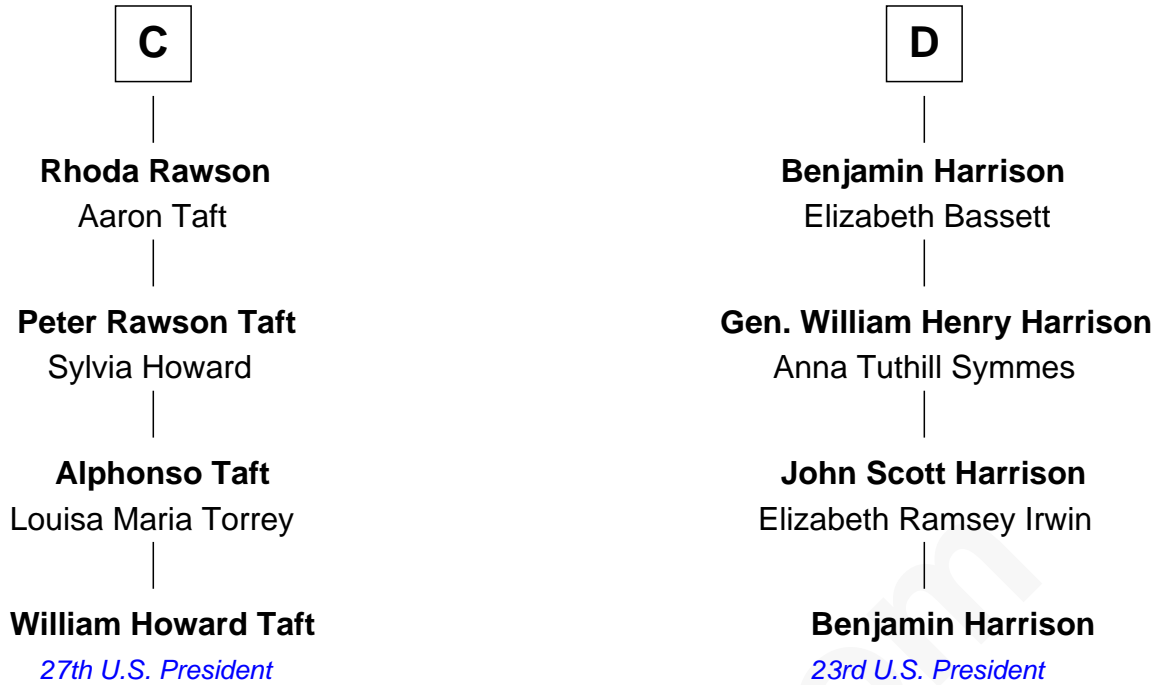 C
Rhoda Rawson
Aaron Taft
Peter Rawson Taft
Sylvia Howard
Alphonso Taft
Louisa Maria Torrey
William Howard Taft
27th U.S. President
D
Benjamin Harrison
Elizabeth Bassett
Gen. William Henry Harrison
Anna Tuthill Symmes
John Scott Harrison
Elizabeth Ramsey Irwin
Benjamin Harrison
23rd U.S. President